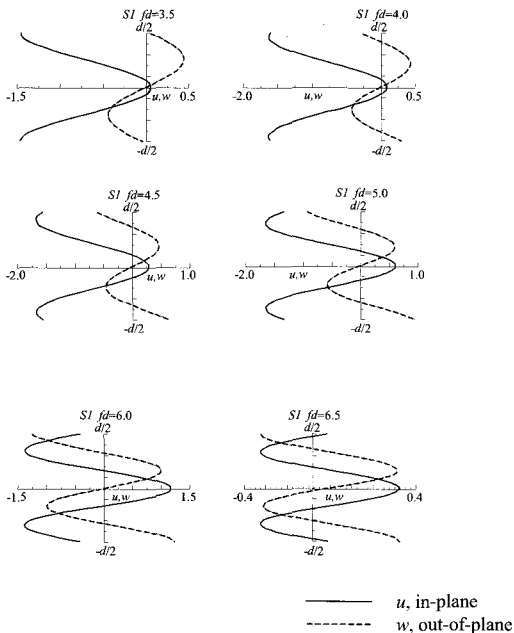 S1 fd=3.5
d/2
-1.5
u,w
0.5
-d/2
S1 fd=4.0
d/2
-2.0
u,w
0.5
-d/2
S1 fd=4.5
d/2
-2.0
u,w
1.0
-d/2
S1 fd=5.0
d/2
-2.0
u,w
1.0
-d/2
S1 fd=6.0
d/2
-1.5
u,w
1.5
-d/2
S1 fd=6.5
d/2
-0.4
u,w
0.4
-d/2
u, in-plane
w, out-of-plane